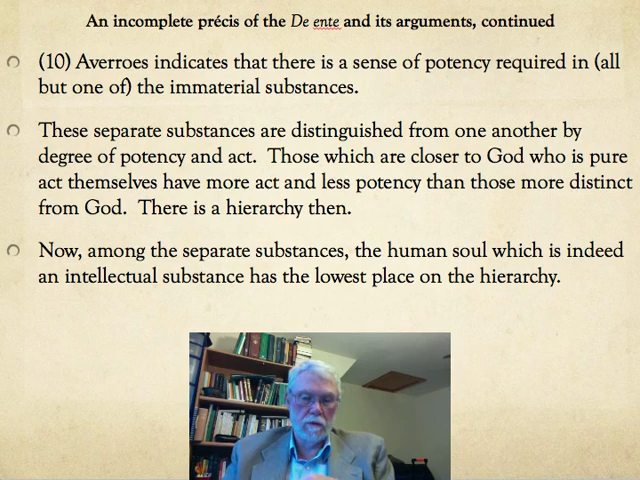 An incomplete précis of the De ente and its arguments, continued
(10) Averroes indicates that there is a sense of potency required in (all
but one of) the immaterial substances.
These separate substances are distinguished from one another by
degree of potency and act. Those which are closer to God who is pure
act themselves have more act and less potency than those more distinct
from God. There is a hierarchy then.
Now, among the separate substances, the human soul which is indeed
an intellectual substance has the lowest place on the hierarchy.